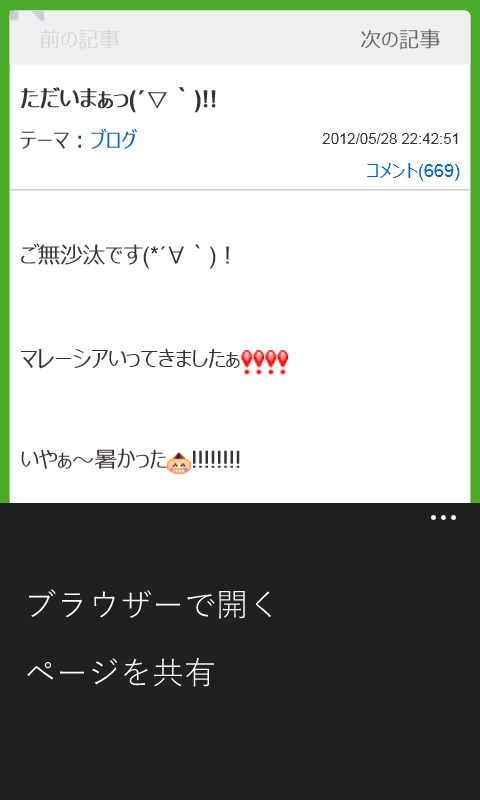 前の記事 次の記事
ただいまぁっ(´▽｀)!!
テーマ：ブログ 2012/05/28 22:42:51
コメント(669)
ご無沙汰です(*´∀｀)！
マレーシアいってきましたぁ❗❗❗❗
いやぁ〜暑かった!!!!!!!!
ブラウザーで開く
ページを共有